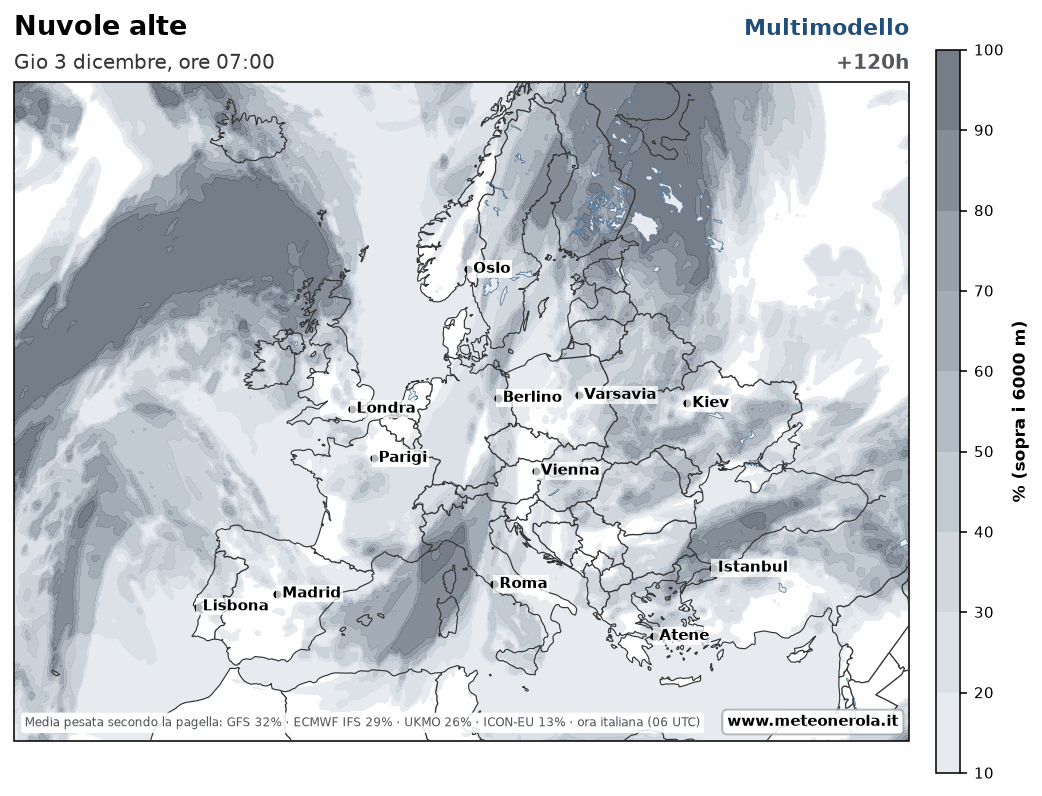 Nuvole alte
Multimodello
Gio 3 dicembre, ore 07:00
+120h
100
90
80
70
60
50
40
30
20
10
% (sopra i 6000 m)
Oslo
Berlino
Varsavia
Kiev
Londra
Parigi
Vienna
Istanbul
Roma
Madrid
Lisbona
Atene
Media pesata secondo la pagella: GFS 32% · ECMWF IFS 29% · UKMO 26% · ICON-EU 13% · ora italiana (06 UTC)
www.meteonerola.it